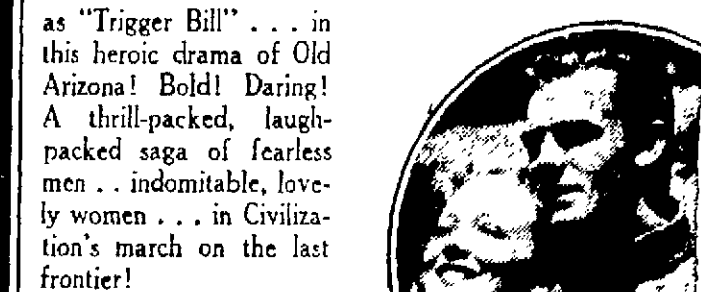 as "Trigger Bill" . . . in
this heroic drama of Old
Arizona! Bold! Daring!
A thrill-packed, laugh-
packed saga of fearless
men . . indomitable, love-
ly women . . . in Civiliza-
tion's march on the last
frontier!